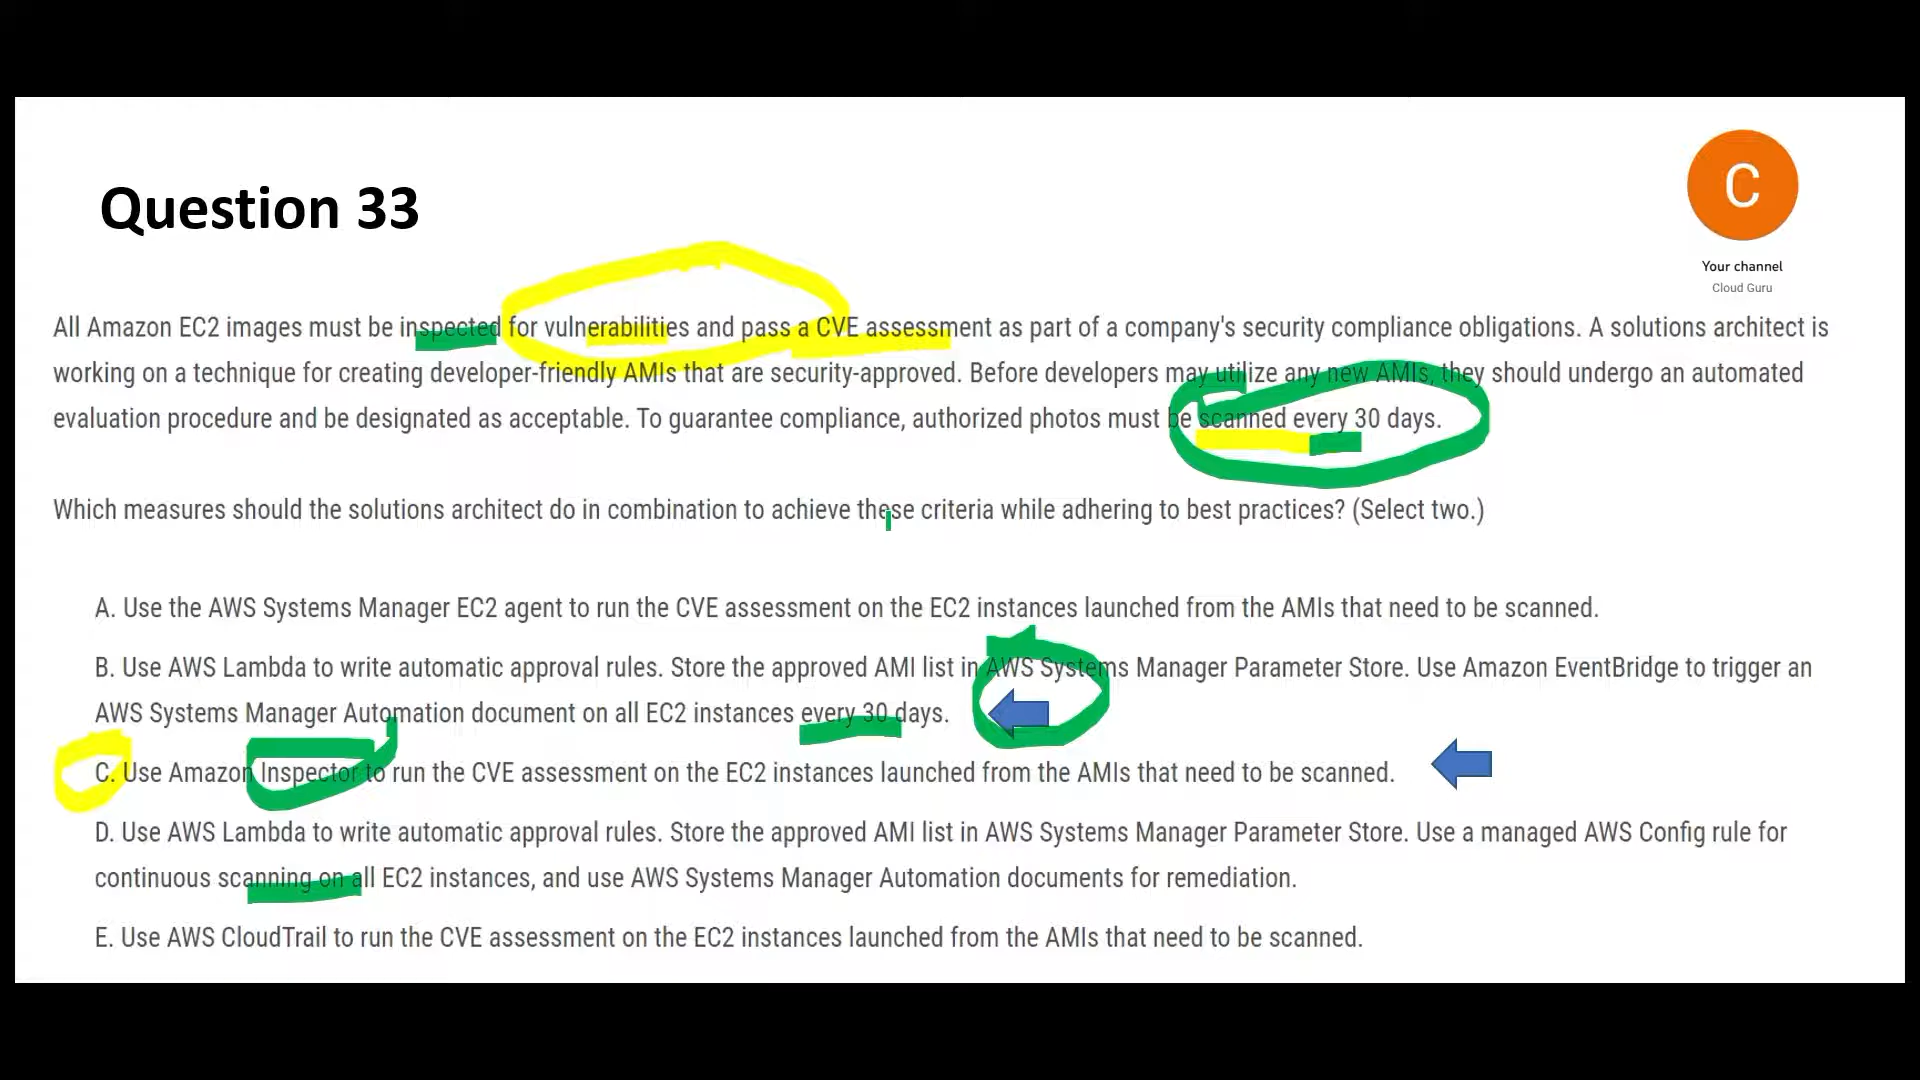 C
Question 33
Your channel
Cloud Guru
All Amazon EC2 images must be inspected for vulnerabilities and pass a CVE assessment as part of a company's security compliance obligations. A solutions architect is
working on a technique for creating developer-friendly AMIs that are security-approved. Before developers may utilize any new AMIs, they should undergo an automated
evaluation procedure and be designated as acceptable. To guarantee compliance, authorized photos must be scanned every 30 days.
Which measures should the solutions architect do in combination to achieve these criteria while adhering to best practices? (Select two.)
A. Use the AWS Systems Manager EC2 agent to run the CVE assessment on the EC2 instances launched from the AMIs that need to be scanned.
B. Use AWS Lambda to write automatic approval rules. Store the approved AMI list in AWS Systems Manager Parameter Store. Use Amazon EventBridge to trigger an
AWS Systems Manager Automation document on all EC2 instances every 30 days.
C. Use Amazon Inspector to run the CVE assessment on the EC2 instances launched from the AMIs that need to be scanned.
D. Use AWS Lambda to write automatic approval rules. Store the approved AMI list in AWS Systems Manager Parameter Store. Use a managed AWS Config rule for
continuous scanning on all EC2 instances, and use AWS Systems Manager Automation documents for remediation.
E. Use AWS CloudTrail to run the CVE assessment on the EC2 instances launched from the AMIs that need to be scanned.